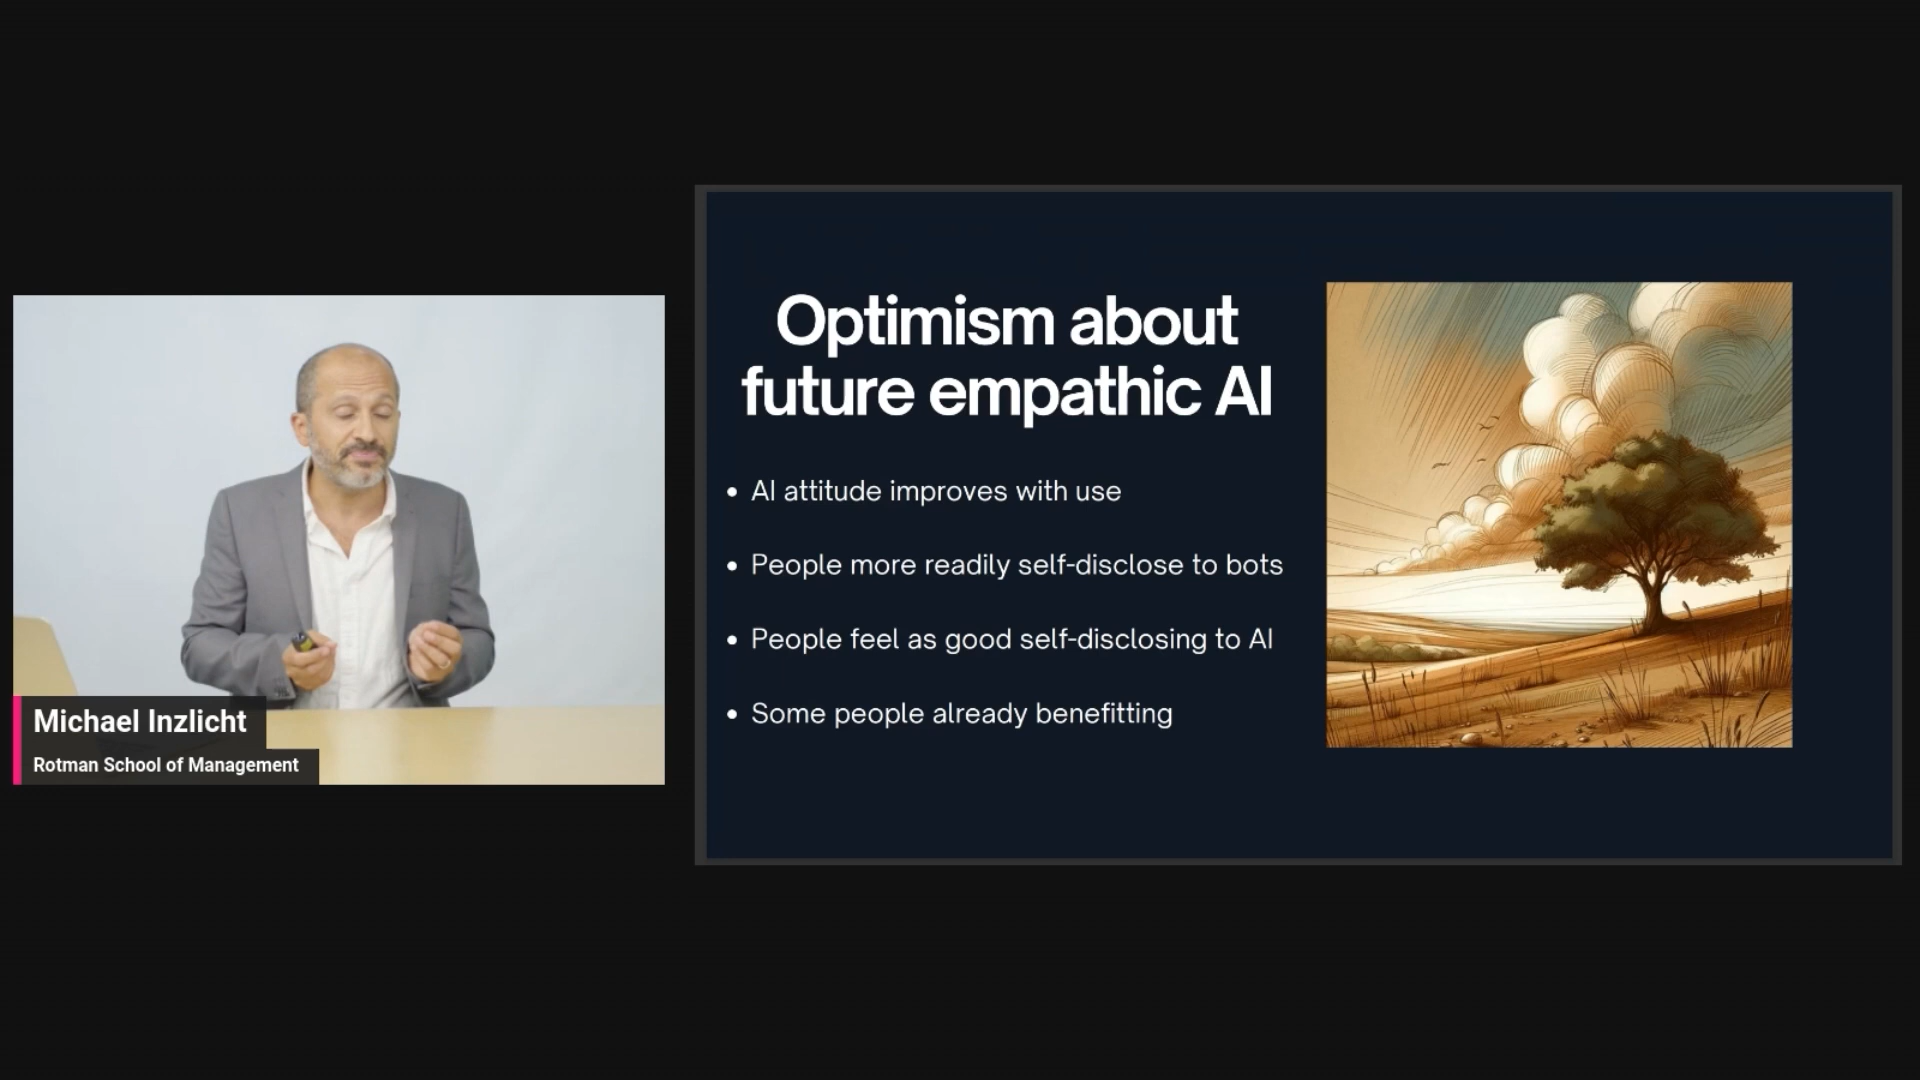 Michael Inzlicht
Rotman School of Management
Optimism about
future empathic AI
• AI attitude improves with use
• People more readily self-disclose to bots
• People feel as good self-disclosing to AI
• Some people already benefitting